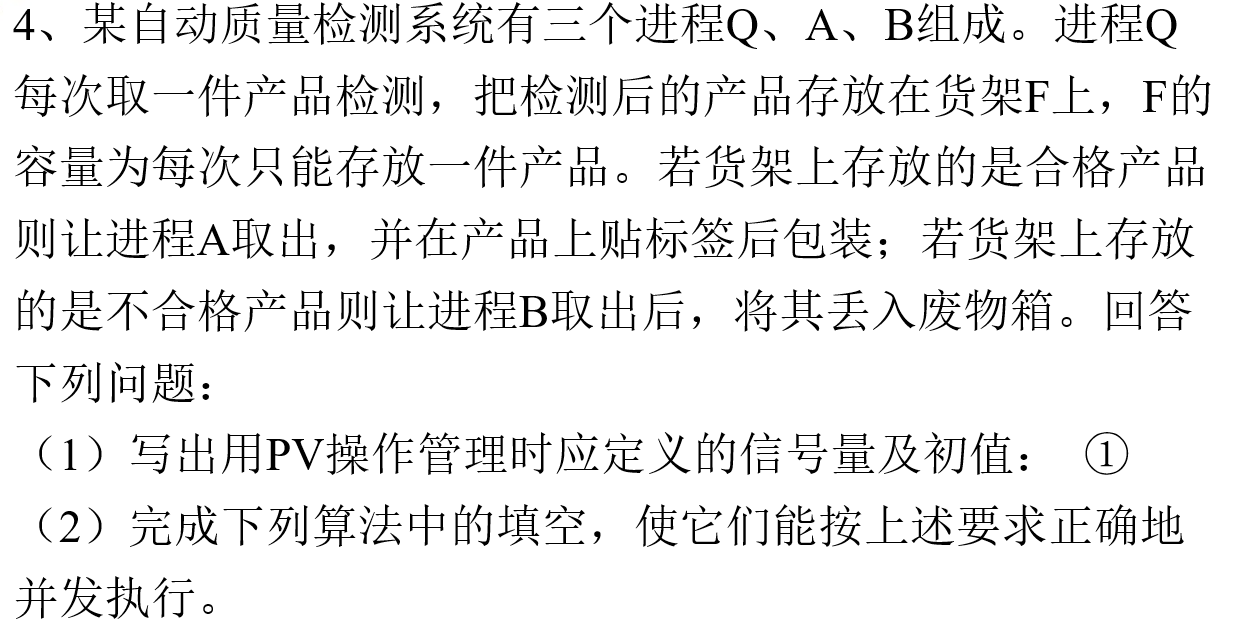 4、某自动质量检测系统有三个进程Q、A、B组成。进程Q
每次取一件产品检测，把检测后的产品存放在货架F上，F的
容量为每次只能存放一件产品。若货架上存放的是合格产品
则让进程A取出，并在产品上贴标签后包装；若货架上存放
的是不合格产品则让进程B取出后，将其丢入废物箱。回答
下列问题：
（1）写出用PV操作管理时应定义的信号量及初值： ①
（2）完成下列算法中的填空，使它们能按上述要求正确地
并发执行。